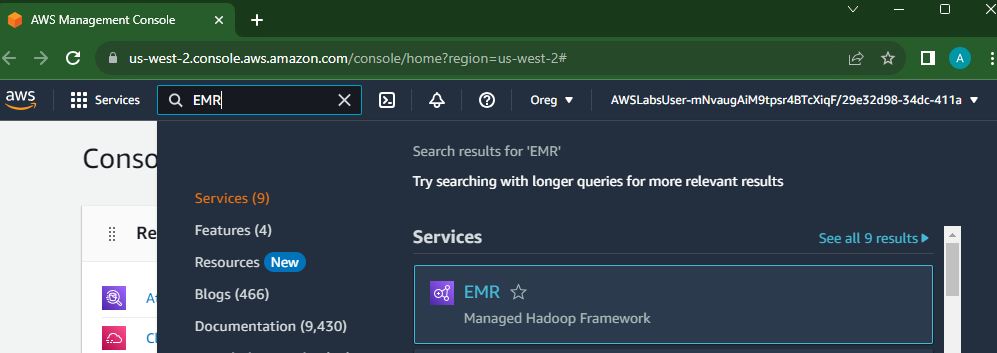 AWS Management Console
us-west-2.console.aws.amazon.com/console/home?region=us-west-2#
A
aws
Services
EMR
Oreg
AWSLabsUser-mNvaugAiM9tpsr4BTcXiqF/29e32d98-34dc-411a
Conso
Search results for 'EMR'
Try searching with longer queries for more relevant results
Services (9)
Features (4)
Resources New
Blogs (466)
Documentation (9,430)
Re
Services
See all 9 results
EMR
Managed Hadoop Framework